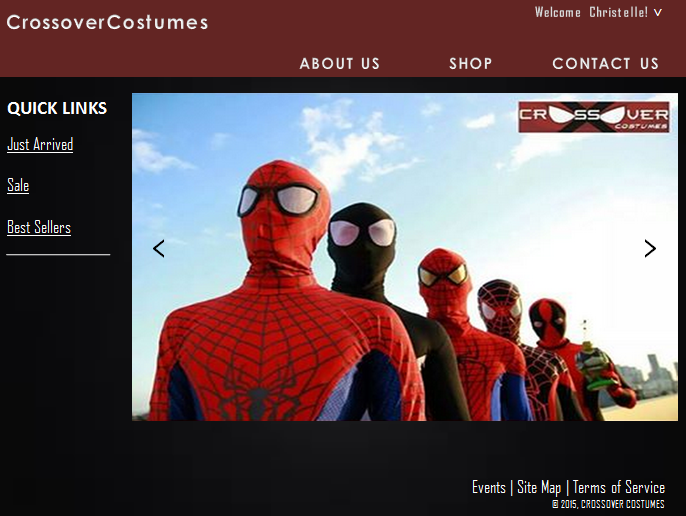 CrossoverCostumes
Welcome Christelle!
ABOUT US
SHOP
CONTACT US
QUICK LINKS
Just Arrived
Sale
Best Sellers
CROSSOVER
COSTUMES
Events | Site Map | Terms of Service
© 2015, CROSSOVER COSTUMES